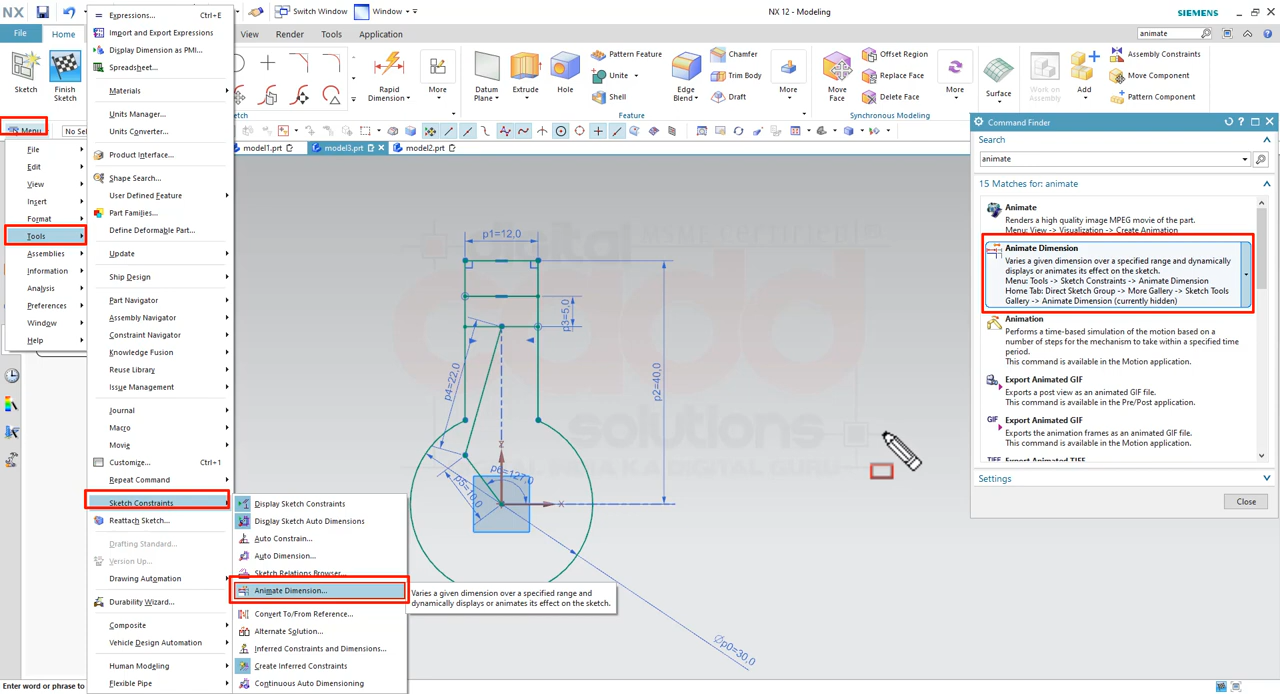 NX
Switch Window
Window
NX 12 - Modeling
SIEMENS
File
Home
View
Render
Tools
Application
animate
Sketch
Finish
Sketch
Rapid
Dimension
More
Datum
Plane
Extrude
Hole
Pattern Feature
Unite
Shell
Edge
Blend
Chamfer
Trim Body
Draft
More
Feature
Move
Face
Offset Region
Replace Face
Delete Face
More
Synchronous Modeling
Surface
Work on
Assembly
Add
Assembly Constraints
Move Component
Pattern Component
Menu
No Sel
model1.prt
model3.prt
model2.prt
File
Edit
View
Insert
Format
Tools
Assemblies
Information
Analysis
Preferences
Window
Help
Expressions...
Ctrl+E
Import and Export Expressions
Display Dimension as PMI...
Spreadsheet...
Materials
Units Manager...
Units Converter...
Product Interface...
Shape Search...
User Defined Feature
Part Families...
Define Deformable Part...
Update
Ship Design
Part Navigator
Assembly Navigator
Constraint Navigator
Knowledge Fusion
Reuse Library
Issue Management
Journal
Macro
Movie
Customize...
Ctrl+1
Repeat Command
Sketch Constraints
Reattach Sketch...
Drafting Standard...
Version Up...
Drawing Automation
Durability Wizard...
Composite
Vehicle Design Automation
Human Modeling
Flexible Pipe
Display Sketch Constraints
Display Sketch Auto Dimensions
Auto Constrain...
Auto Dimension...
Sketch Relations Browser...
Animate Dimension...
Convert To/From Reference...
Alternate Solution...
Inferred Constraints and Dimensions...
Create Inferred Constraints
Continuous Auto Dimensioning
Varies a given dimension over a specified range and
dynamically displays or animates its effect on the sketch.
p1=12,0
p3=5,0
p4=22,0
p2=40,0
p6=127,0
p5=10,0
X
Øp0=30,0
solutions
Command Finder
Search
animate
15 Matches for: animate
Animate
Renders a high quality image MPEG movie of the part.
Menu: View -> Visualization -> Create Animation
Animate Dimension
Varies a given dimension over a specified range and dynamically
displays or animates its effect on the sketch.
Menu: Tools -> Sketch Constraints -> Animate Dimension
Home Tab: Direct Sketch Group -> More Gallery -> Sketch Tools
Gallery -> Animate Dimension (currently hidden)
Animation
Performs a time-based simulation of the motion based on a
number of steps for the mechanism to take within a specified time
period.
This command is available in the Motion application.
Export Animated GIF
Exports a post view as an animated GIF file.
This command is available in the Pre/Post application.
Export Animated GIF
Exports the animation frames as an animated GIF file.
This command is available in the Motion application.
Export Animated TIFF
Settings
Close
Enter word or phrase to